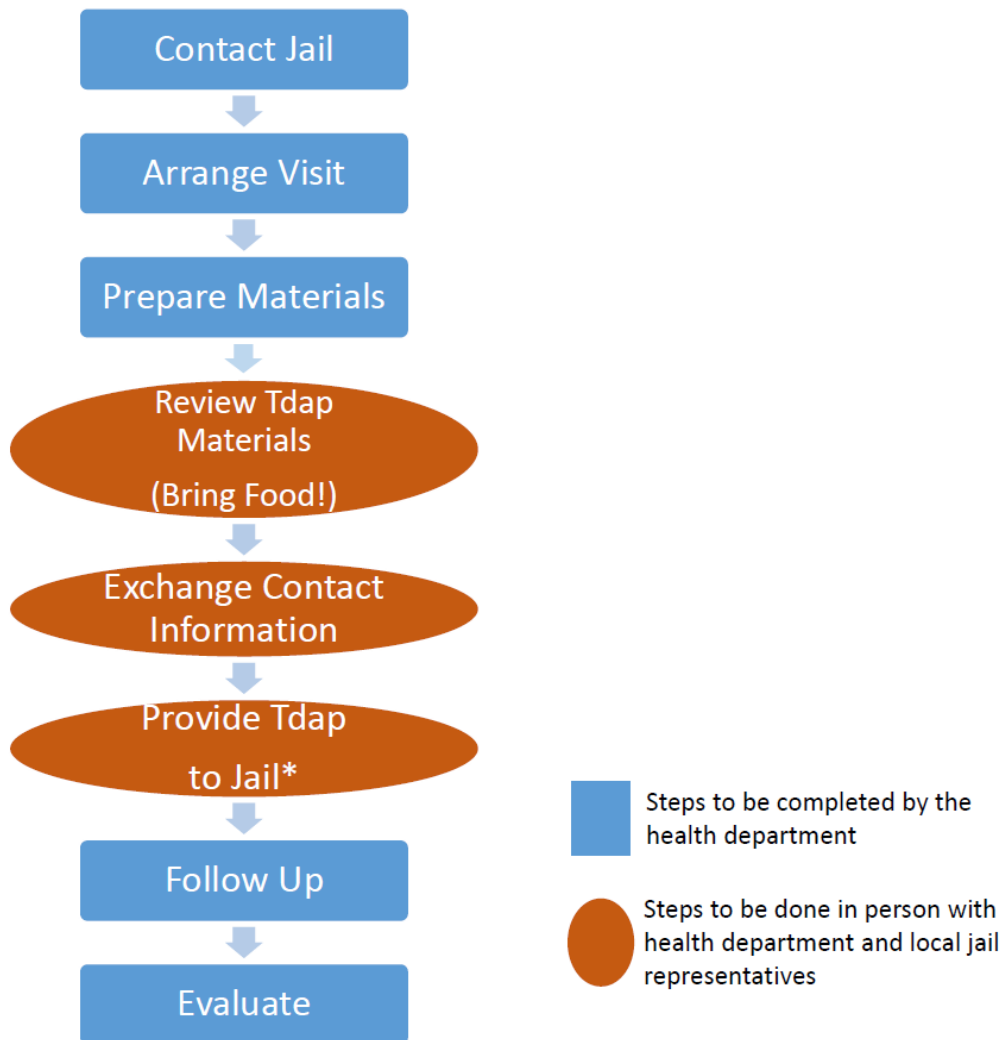 Contact Jail
Arrange Visit
Prepare Materials
Review Tdap
Materials
(Bring Food!)
Exchange Contact
Information
Provide Tdap
to Jail*
Follow Up
Evaluate
Steps to be completed by the
health department
Steps to be done in person with
health department and local jail
representatives